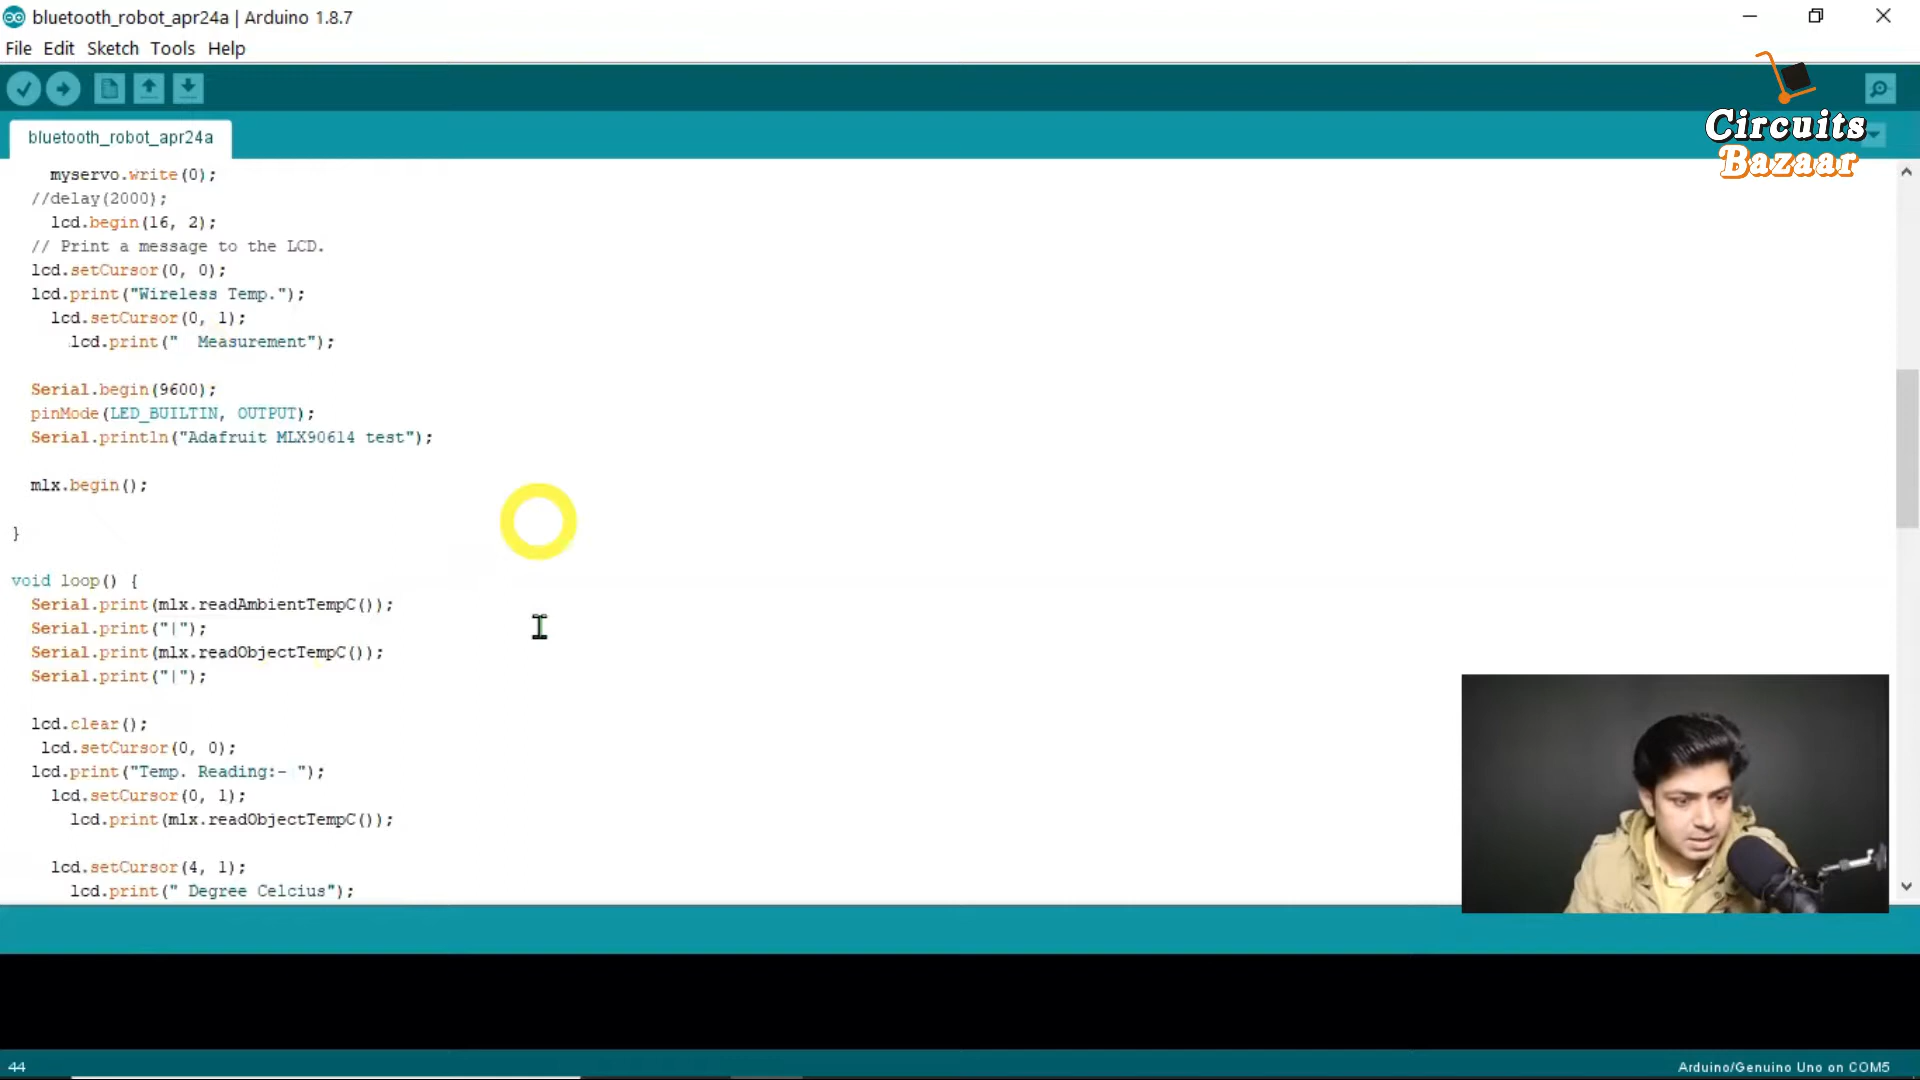 bluetooth_robot_apr24a | Arduino 1.8.7
File Edit Sketch Tools Help
Circuits
Bazaar
bluetooth_robot_apr24a
myservo.write(0);
//delay(2000);
lcd.begin(16, 2);
// Print a message to the LCD.
lcd.setCursor(0, 0);
lcd.print("Wireless Temp.");
lcd.setCursor(0, 1);
lcd.print("  Measurement");
Serial.begin(9600);
pinMode(LED_BUILTIN, OUTPUT);
Serial.println("Adafruit MLX90614 test");
mlx.begin();
}
void loop() {
Serial.print(mlx.readAmbientTempC());
Serial.print("|");
Serial.print(mlx.readObjectTempC());
Serial.print("|");
lcd.clear();
lcd.setCursor(0, 0);
lcd.print("Temp. Reading:- ");
lcd.setCursor(0, 1);
lcd.print(mlx.readObjectTempC());
lcd.setCursor(4, 1);
lcd.print(" Degree Celcius");
44
Arduino/Genuino Uno on COM5